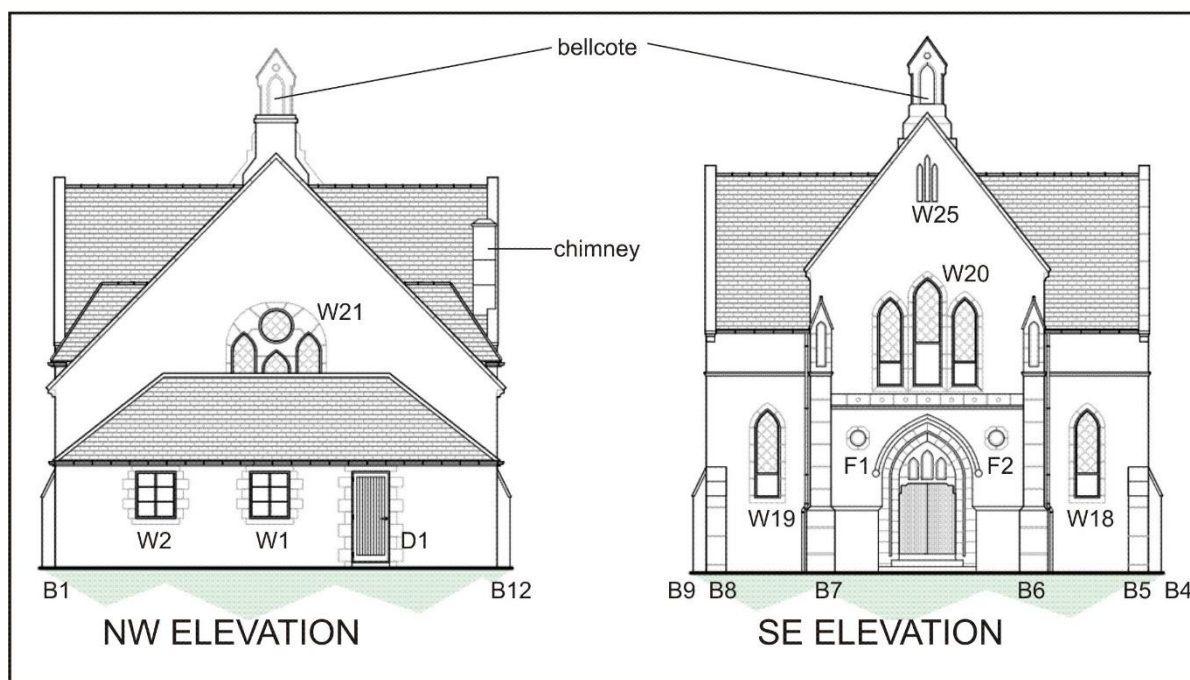 bellcote
chimney
W21
W25
W20
F1
F2
W19
W18
W2
W1
D1
B1
B12
B9
B8
B7
B6
B5
B4
NW ELEVATION
SE ELEVATION